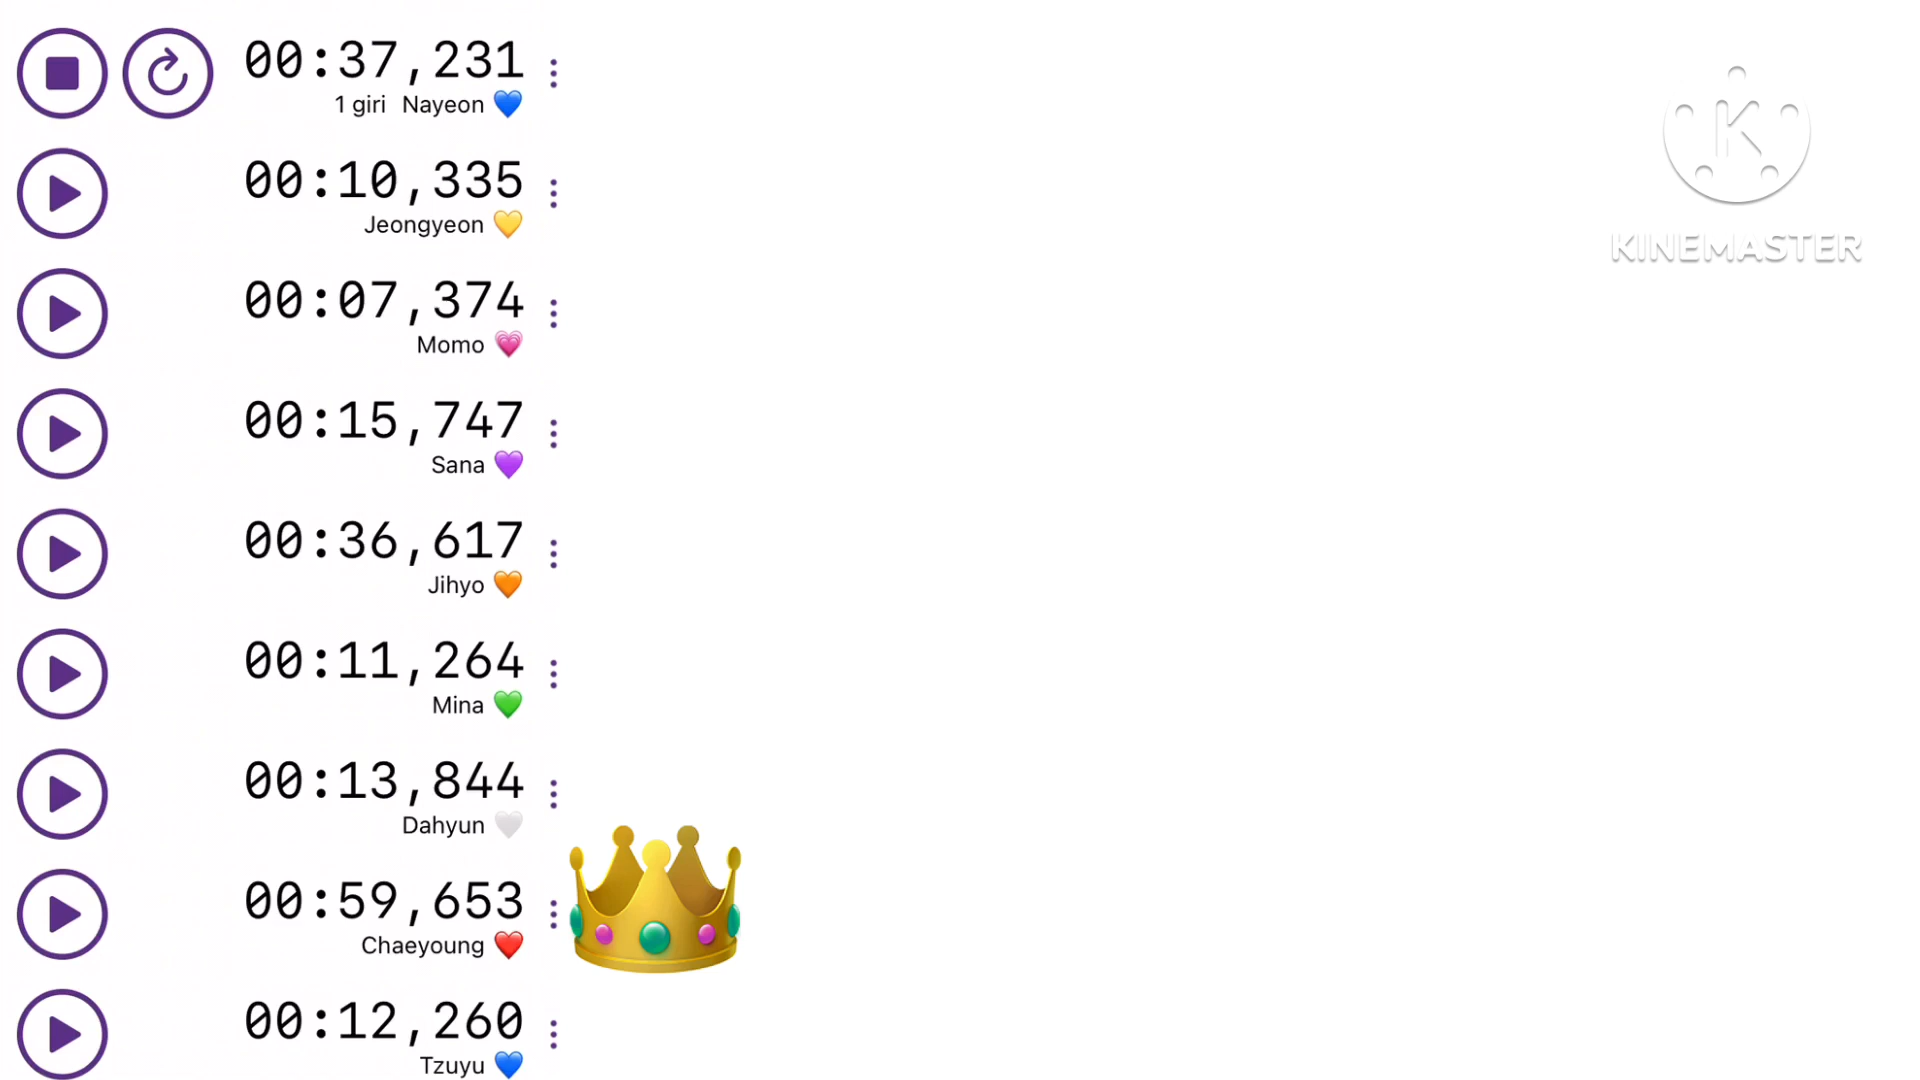 00:37,231
1 giri Nayeon 💙
00:10,335
Jeongyeon 💛
00:07,374
Momo 💗
00:15,747
Sana 💜
00:36,617
Jihyo 🧡
00:11,264
Mina 💚
00:13,844
Dahyun 🤍
00:59,653
Chaeyoung ❤️
00:12,260
Tzuyu 💙
K
KINEMASTER